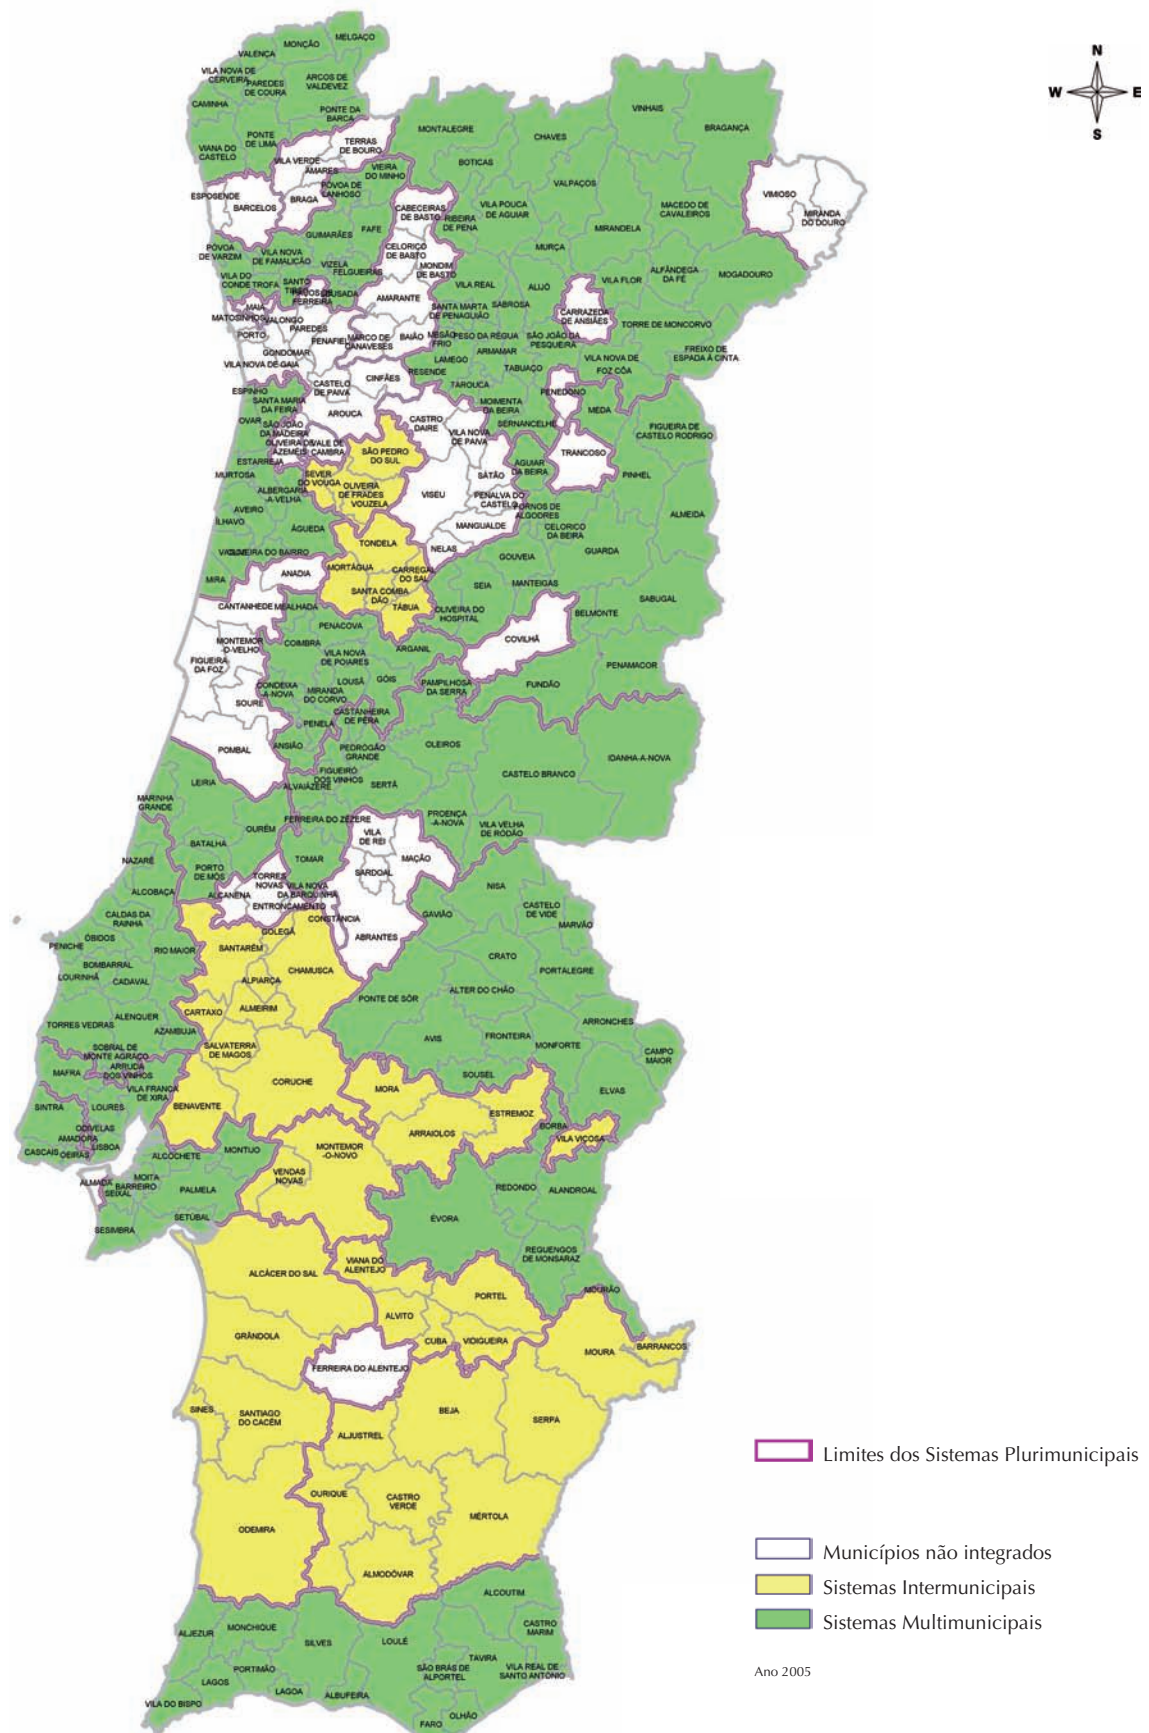 MELGAÇO
MONÇÃO
VALENÇA
VILA NOVA DE
CERVEIRA
PAREDES
DE COURA
ARCOS DE
VALDEVEZ
CAMINHA
PONTE DA
BARCA
PONTE
DE LIMA
VIANA DO
CASTELO
TERRAS
DE BOURO
VILA VERDE
AMARES
VIEIRA
DO MINHO
PÓVOA DE
LANHOSO
ESPOSENDE
BARCELOS
BRAGA
MONTALEGRE
CHAVES
VINHAIS
BRAGANÇA
BOTICAS
VALPAÇOS
VIMIOSO
MIRANDA
DO DOURO
MACEDO DE
CAVALEIROS
VILA POUCA
DE AGUIAR
CABECEIRAS
DE BASTO
RIBEIRA
DE PENA
MIRANDELA
FAFE
GUIMARÃES
CELORICO
DE BASTO
MONDIM
DE BASTO
MURÇA
PÓVOA
DE VARZIM
VILA NOVA
DE FAMALICÃO
VIZELA
FELGUEIRAS
VILA DO
CONDE
TROFA
SANTO
TIRSO
PAÇOS DE
FERREIRA
LOUSADA
AMARANTE
VILA REAL
ALIJÓ
VILA FLOR
ALFÂNDEGA
DA FÉ
MOGADOURO
SABROSA
SANTA MARTA
DE PENAGUIÃO
CARRAZEDA
DE ANSIÃES
TORRE DE MONCORVO
MAIA
MATOSINHOS
VALONGO
PORTO
PAREDES
PENAFIEL
MARCO DE
CANAVESES
BAIÃO
MESÃO
FRIO
PESO DA RÉGUA
SÃO JOÃO DA
PESQUEIRA
ARMAMAR
FREIXO DE
ESPADA À CINTA
GONDOMAR
VILA NOVA DE GAIA
LAMEGO
RESENDE
TABUAÇO
VILA NOVA DE
FOZ CÔA
CINFÃES
CASTELO
DE PAIVA
TAROUCA
PENEDONO
ESPINHO
SANTA MARIA
DA FEIRA
AROUCA
MOIMENTA
DA BEIRA
SERNANCELHE
MEDA
FIGUEIRA DE
CASTELO RODRIGO
OVAR
SÃO JOÃO
DA MADEIRA
OLIVEIRA DE
AZEMÉIS
VALE DE
CAMBRA
CASTRO
DAIRE
VILA NOVA
DE PAIVA
SÃO PEDRO
DO SUL
TRANCOSO
AGUIAR
DA BEIRA
PINHEL
ESTARREJA
MURTOSA
SEVER
DO VOUGA
OLIVEIRA
DE FRADES
VOUZELA
ALBERGARIA
-A-VELHA
SÁTÃO
VISEU
PENALVA DO
CASTELO
FORNOS DE
ALGODRES
AVEIRO
ÍLHAVO
ÁGUEDA
MANGUALDE
CELORICO
DA BEIRA
ALMEIDA
TONDELA
NELAS
GUARDA
GOUVEIA
OLIVEIRA DO BAIRRO
MIRA
ANADIA
MORTÁGUA
CARREGAL
DO SAL
SANTA COMBA
DÃO
TÁBUA
SEIA
MANTEIGAS
SABUGAL
CANTANHEDE
MEALHADA
OLIVEIRA DO
HOSPITAL
BELMONTE
PENACOVA
COVILHÃ
MONTEMOR
-O-VELHO
COIMBRA
ARGANIL
VILA NOVA
DE POIARES
PENAMACOR
FIGUEIRA
DA FOZ
LOUSÃ
GÓIS
PAMPILHOSA
DA SERRA
FUNDÃO
CONDEIXA
-A-NOVA
MIRANDA
DO CORVO
SOURE
CASTANHEIRA
DE PÊRA
PENELA
POMBAL
ANSIÃO
PEDRÓGÃO
GRANDE
OLEIROS
IDANHA-A-NOVA
CASTELO BRANCO
FIGUEIRÓ
DOS VINHOS
LEIRIA
ALVAIÁZERE
SERTÃ
MARINHA
GRANDE
PROENÇA
-A-NOVA
VILA VELHA
DE RÓDÃO
FERREIRA DO ZÊZERE
OURÉM
VILA
DE REI
BATALHA
TOMAR
MAÇÃO
NAZARÉ
PORTO
DE MÓS
SARDOAL
TORRES
NOVAS
VILA NOVA
DA BARQUINHA
ALCOBAÇA
ALCANENA
ENTRONCAMENTO
NISA
CASTELO
DE VIDE
MARVÃO
CALDAS DA
RAINHA
CONSTÂNCIA
GAVIÃO
GOLEGÃ
ABRANTES
ÓBIDOS
PENICHE
RIO MAIOR
SANTARÉM
CRATO
PORTALEGRE
BOMBARRAL
LOURINHÃ
CADAVAL
CHAMUSCA
ALPIARÇA
PONTE DE SÔR
ALTER DO CHÃO
CARTAXO
ALMEIRIM
ALENQUER
TORRES VEDRAS
AZAMBUJA
ARRONCHES
AVIS
FRONTEIRA
MONFORTE
CAMPO
MAIOR
SOBRAL DE
MONTE AGRAÇO
SALVATERRA
DE MAGOS
MAFRA
ARRUDA
DOS VINHOS
CORUCHE
SOUSEL
ELVAS
VILA FRANCA
DE XIRA
MORA
SINTRA
LOURES
BENAVENTE
ESTREMOZ
ODIVELAS
AMADORA
LISBOA
CASCAIS
OEIRAS
ARRAIOLOS
BORBA
VILA VIÇOSA
MONTIJO
ALCOCHETE
MONTEMOR
-O-NOVO
VENDAS
NOVAS
ALMADA
MOITA
BARREIRO
SEIXAL
PALMELA
REDONDO
ALANDROAL
SESIMBRA
SETÚBAL
ÉVORA
REGUENGOS
DE MONSARAZ
ALCÁCER DO SAL
VIANA DO
ALENTEJO
MOURÃO
PORTEL
ALVITO
GRÂNDOLA
CUBA
VIDIGUEIRA
MOURA
BARRANCOS
FERREIRA DO ALENTEJO
SINES
SANTIAGO
DO CACÉM
BEJA
SERPA
ALJUSTREL
OURIQUE
CASTRO
VERDE
MÉRTOLA
ODEMIRA
ALMODÔVAR
ALCOUTIM
ALJEZUR
MONCHIQUE
SILVES
LOULÉ
CASTRO
MARIM
TAVIRA
SÃO BRÁS DE
ALPORTEL
VILA REAL DE
SANTO ANTÓNIO
PORTIMÃO
LAGOS
LAGOA
ALBUFEIRA
VILA DO BISPO
OLHÃO
FARO
N
W E
S
Limites dos Sistemas Plurimunicipais
Municípios não integrados
Sistemas Intermunicipais
Sistemas Multimunicipais
Ano 2005